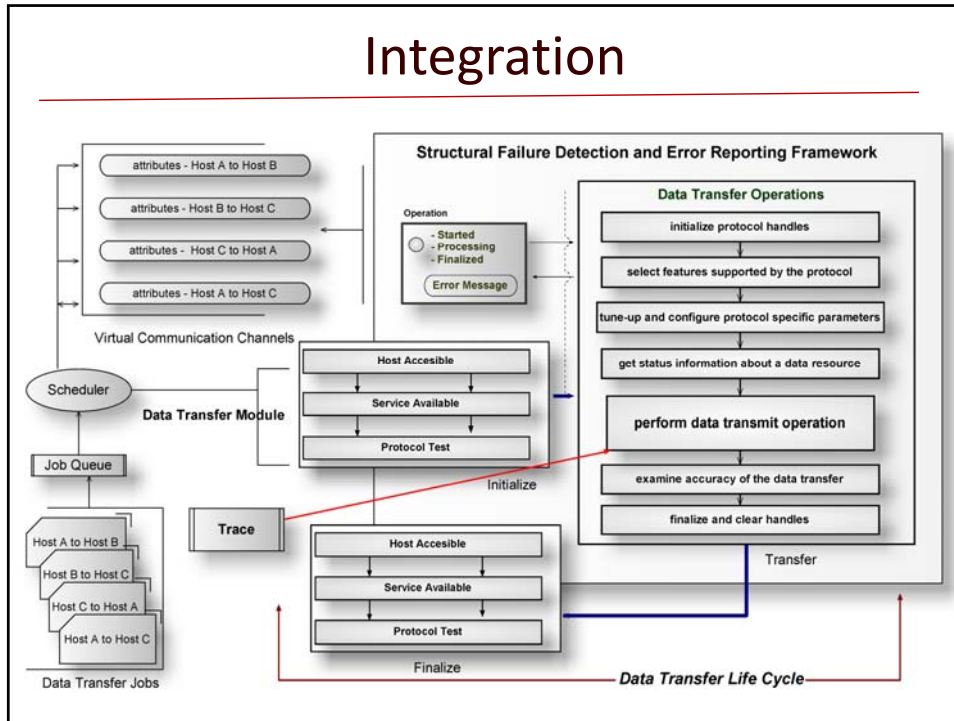 Integration
Structural Failure Detection and Error Reporting Framework
attributes - Host A to Host B
attributes - Host B to Host C
attributes - Host C to Host A
attributes - Host A to Host C
Virtual Communication Channels
Operation
- Started
- Processing
- Finalized
Error Message
Data Transfer Operations
initialize protocol handles
select features supported by the protocol
tune-up and configure protocol specific parameters
get status information about a data resource
perform data transmit operation
examine accuracy of the data transfer
finalize and clear handles
Transfer
Scheduler
Data Transfer Module
Host Accesible
Service Available
Protocol Test
Initialize
Job Queue
Trace
Host A to Host B
Host B to Host C
Host C to Host A
Host A to Host C
Data Transfer Jobs
Host Accesible
Service Available
Protocol Test
Finalize
Data Transfer Life Cycle